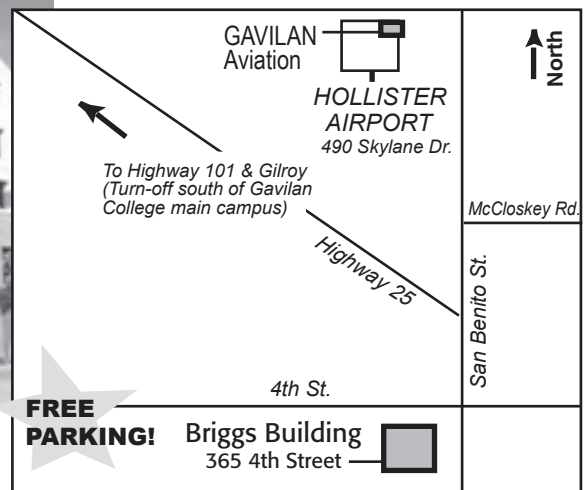 GAVILAN
Aviation
HOLLISTER
AIRPORT
490 Skylane Dr.
North
To Highway 101 & Gilroy
(Turn-off south of Gavilan
College main campus)
McCloskey Rd.
Highway 25
San Benito St.
4th St.
FREE
PARKING!
Briggs Building
365 4th Street